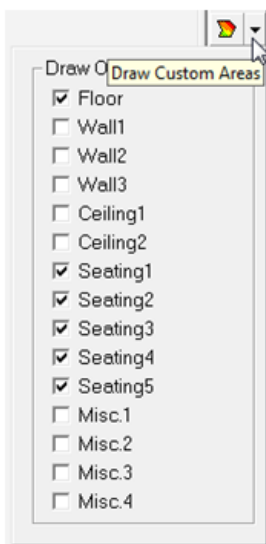 Draw O
Draw Custom Areas
Floor
Wall1
Wall2
Wall3
Ceiling1
Ceiling2
Seating1
Seating2
Seating3
Seating4
Seating5
Misc.1
Misc.2
Misc.3
Misc.4